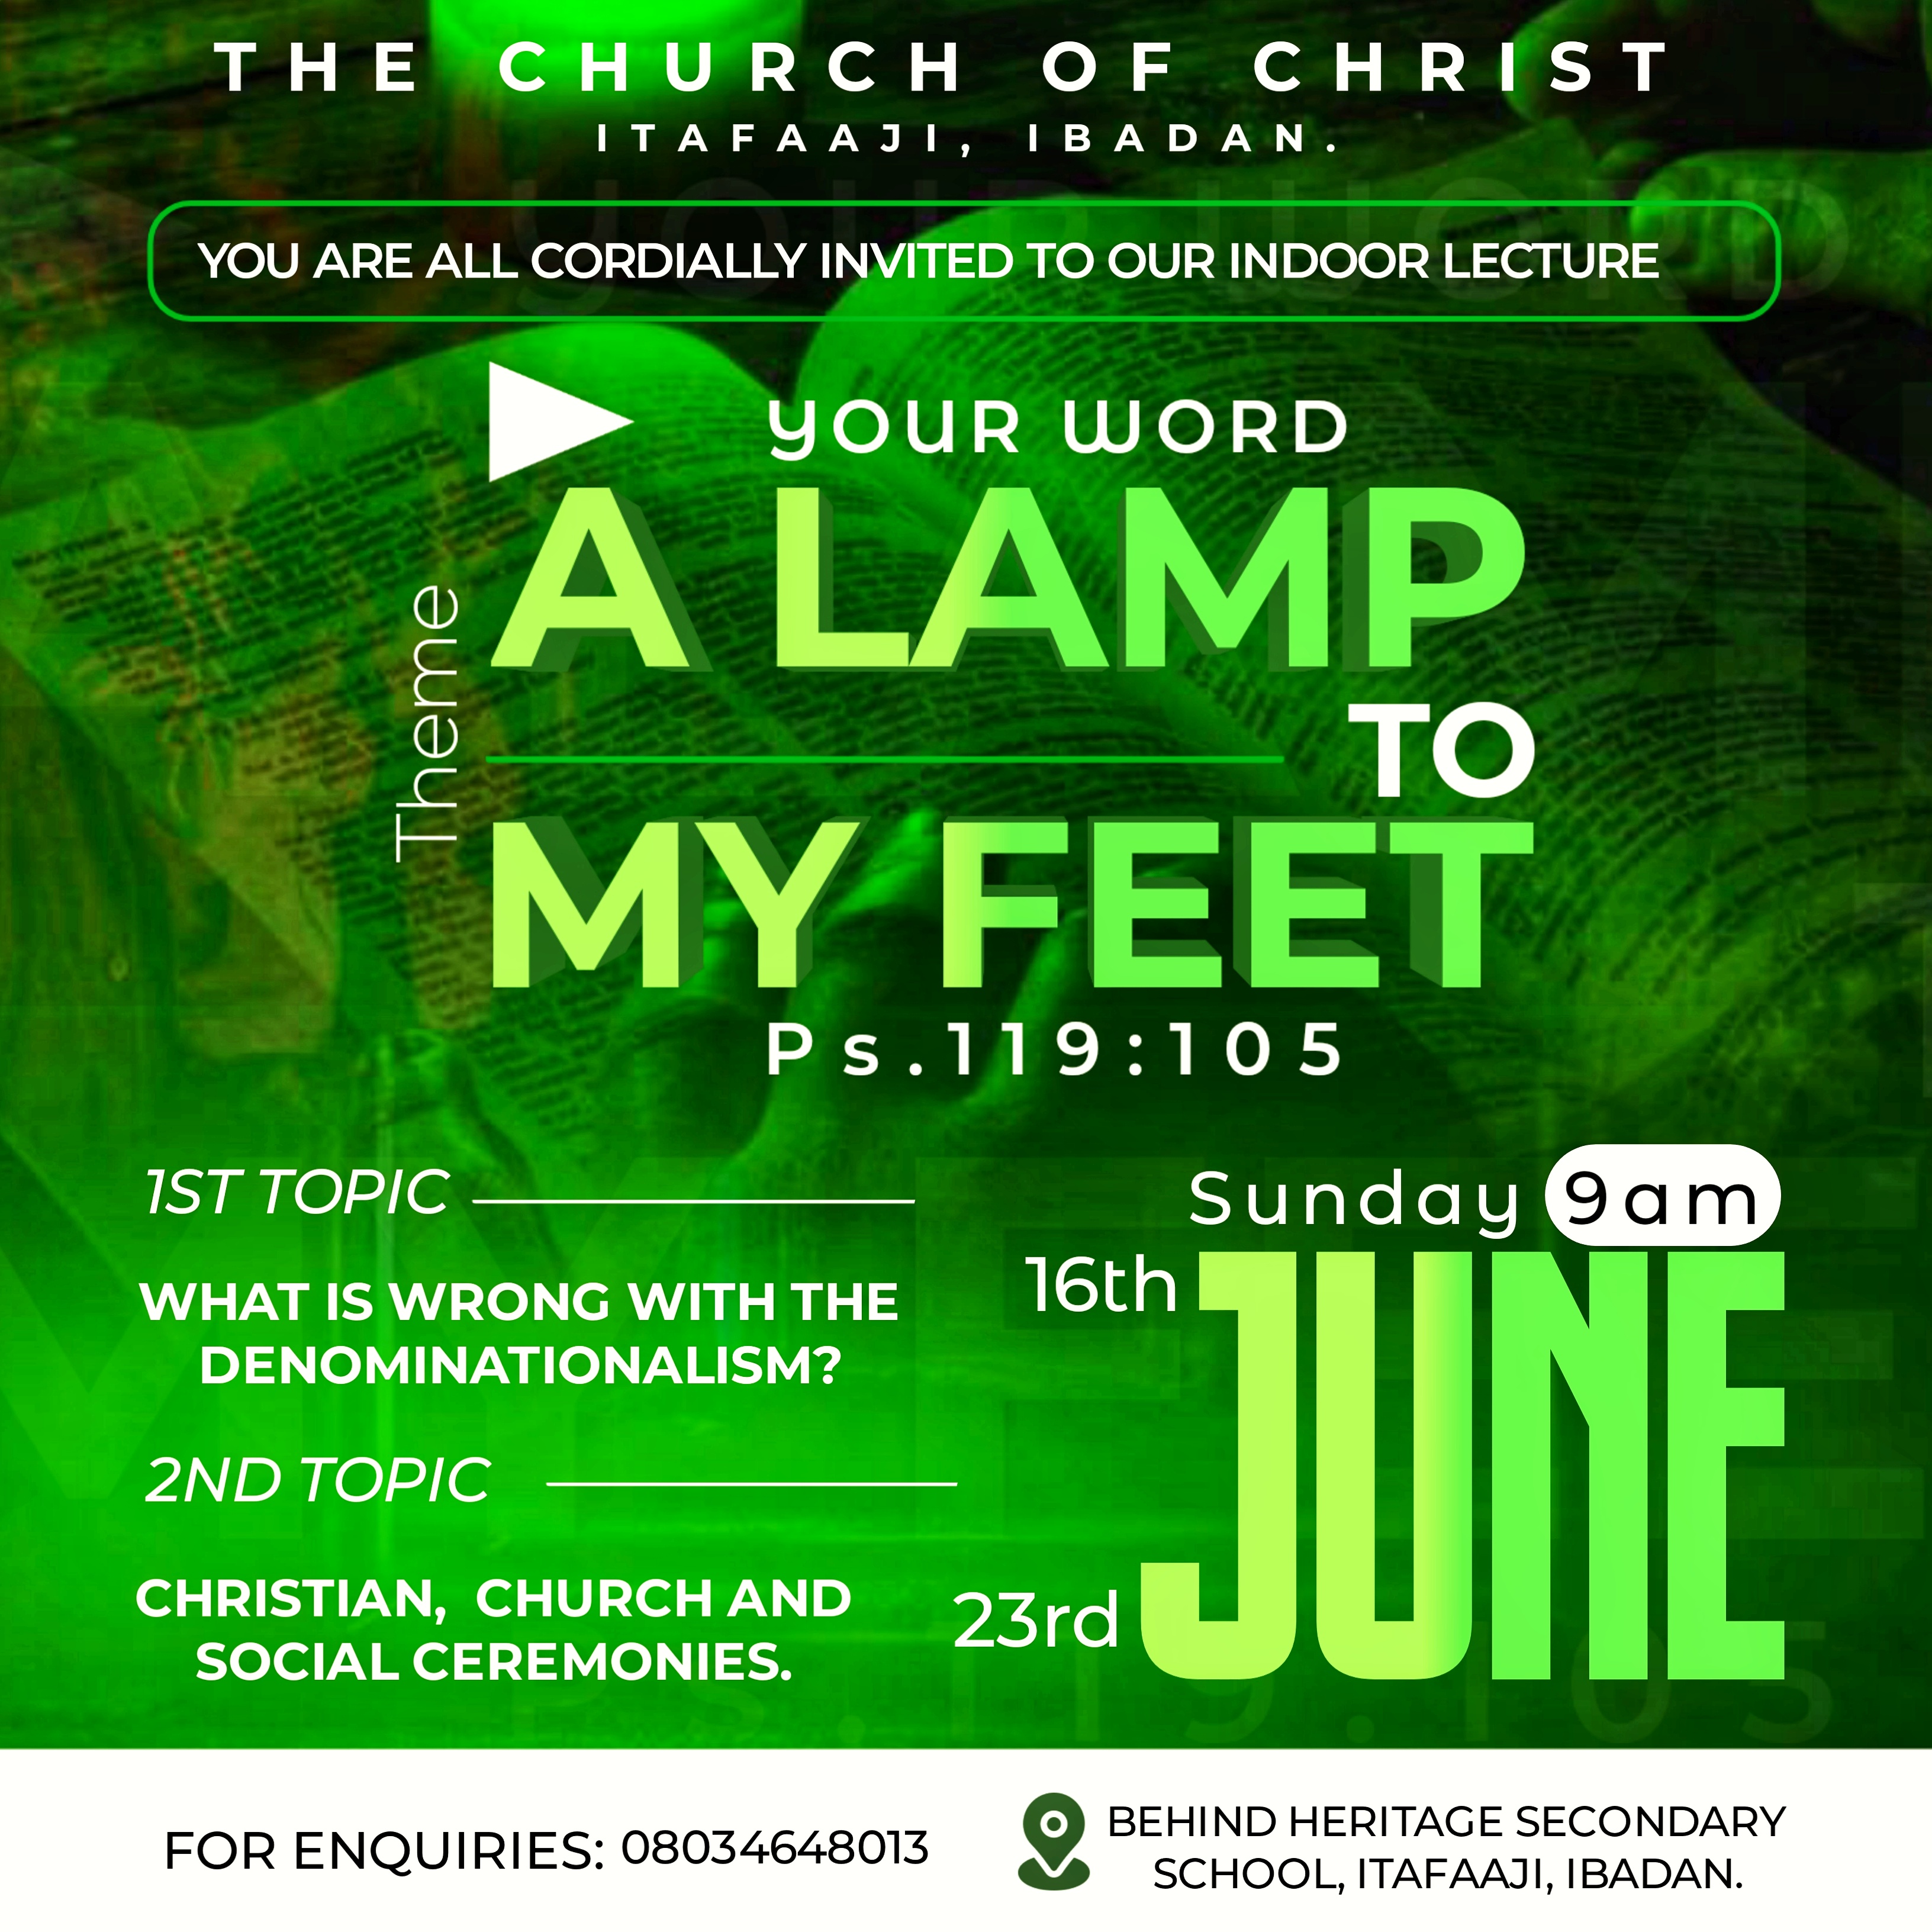 THE CHURCH OF CHRIST
ITAFAAJI, IBADAN.
YOU ARE ALL CORDIALLY INVITED TO OUR INDOOR LECTURE
Theme
YOUR WORD
A LAMP
TO
MY FEET
Ps.119:105
1ST TOPIC
WHAT IS WRONG WITH THE
DENOMINATIONALISM?
2ND TOPIC
CHRISTIAN,  CHURCH AND
SOCIAL CEREMONIES.
Sunday 9am
16th
JUNE
23rd
FOR ENQUIRIES: 08034648013
BEHIND HERITAGE SECONDARY
SCHOOL, ITAFAAJI, IBADAN.